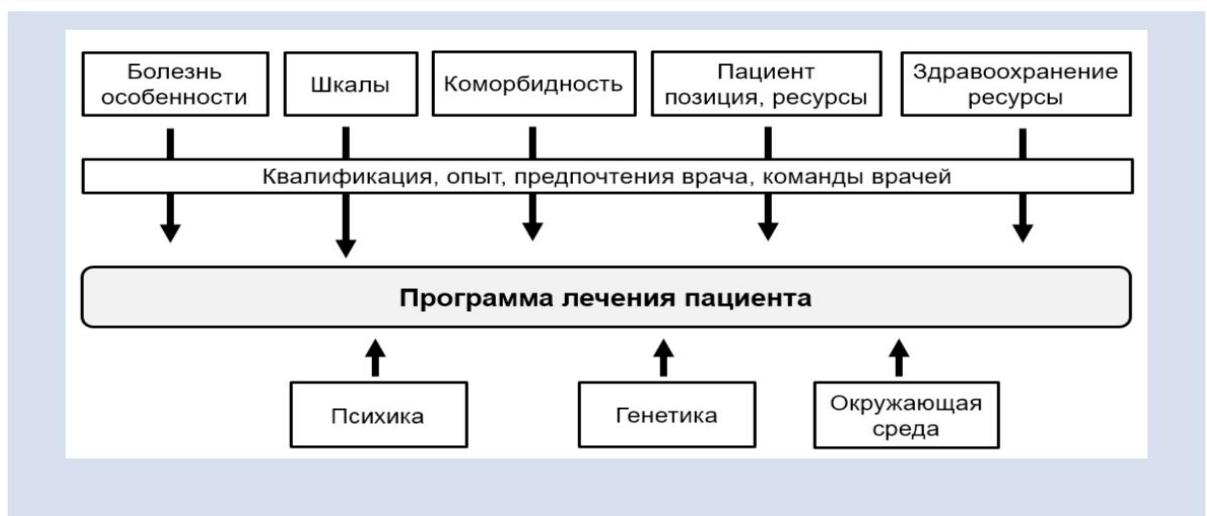 Болезнь
особенности
Шкалы
Коморбидность
Пациент
позиция, ресурсы
Здравоохранение
ресурсы
Квалификация, опыт, предпочтения врача, команды врачей
Программа лечения пациента
Психика
Генетика
Окружающая
среда